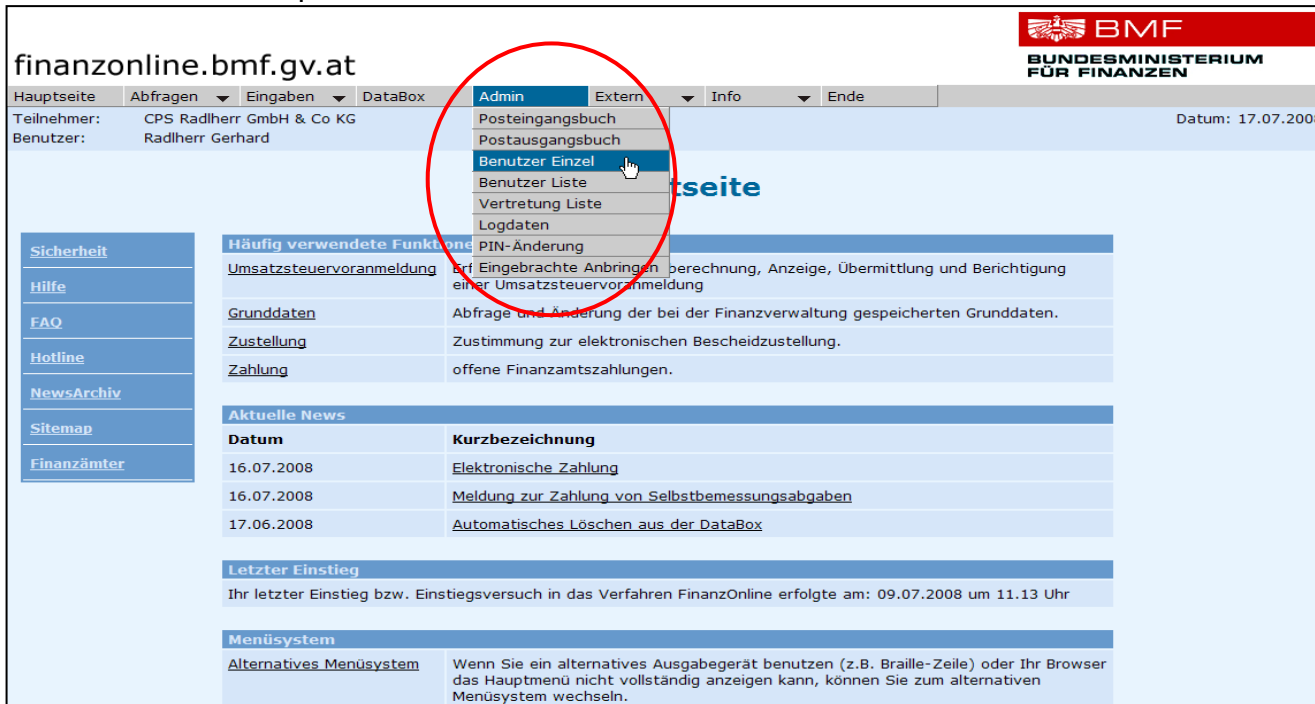 BMF
finanzonline.bmf.gv.at
BUNDESMINISTERIUM
FÜR FINANZEN
Hauptseite Abfragen Eingaben DataBox Admin Extern Info Ende
Teilnehmer: CPS Radlherr GmbH & Co KG
Datum: 17.07.2008
Benutzer: Radlherr Gerhard
Posteingangsbuch
Postausgangsbuch
Benutzer Einzel
Benutzer Liste
Vertretung Liste
Logdaten
PIN-Änderung
Eingebrachte Anbringen
tseite
Sicherheit
Hilfe
FAQ
Hotline
NewsArchiv
Sitemap
Finanzämter
Häufig verwendete Funktione
Umsatzsteuervoranmeldung Erf berechnung, Anzeige, Übermittlung und Berichtigung
einer Umsatzsteuervoranmeldung
Grunddaten Abfrage und Änderung der bei der Finanzverwaltung gespeicherten Grunddaten.
Zustellung Zustimmung zur elektronischen Bescheidzustellung.
Zahlung offene Finanzamtszahlungen.
Aktuelle News
Datum Kurzbezeichnung
16.07.2008 Elektronische Zahlung
16.07.2008 Meldung zur Zahlung von Selbstbemessungsabgaben
17.06.2008 Automatisches Löschen aus der DataBox
Letzter Einstieg
Ihr letzter Einstieg bzw. Einstiegsversuch in das Verfahren FinanzOnline erfolgte am: 09.07.2008 um 11.13 Uhr
Menüsystem
Alternatives Menüsystem Wenn Sie ein alternatives Ausgabegerät benutzen (z.B. Braille-Zeile) oder Ihr Browser
das Hauptmenü nicht vollständig anzeigen kann, können Sie zum alternativen
Menüsystem wechseln.